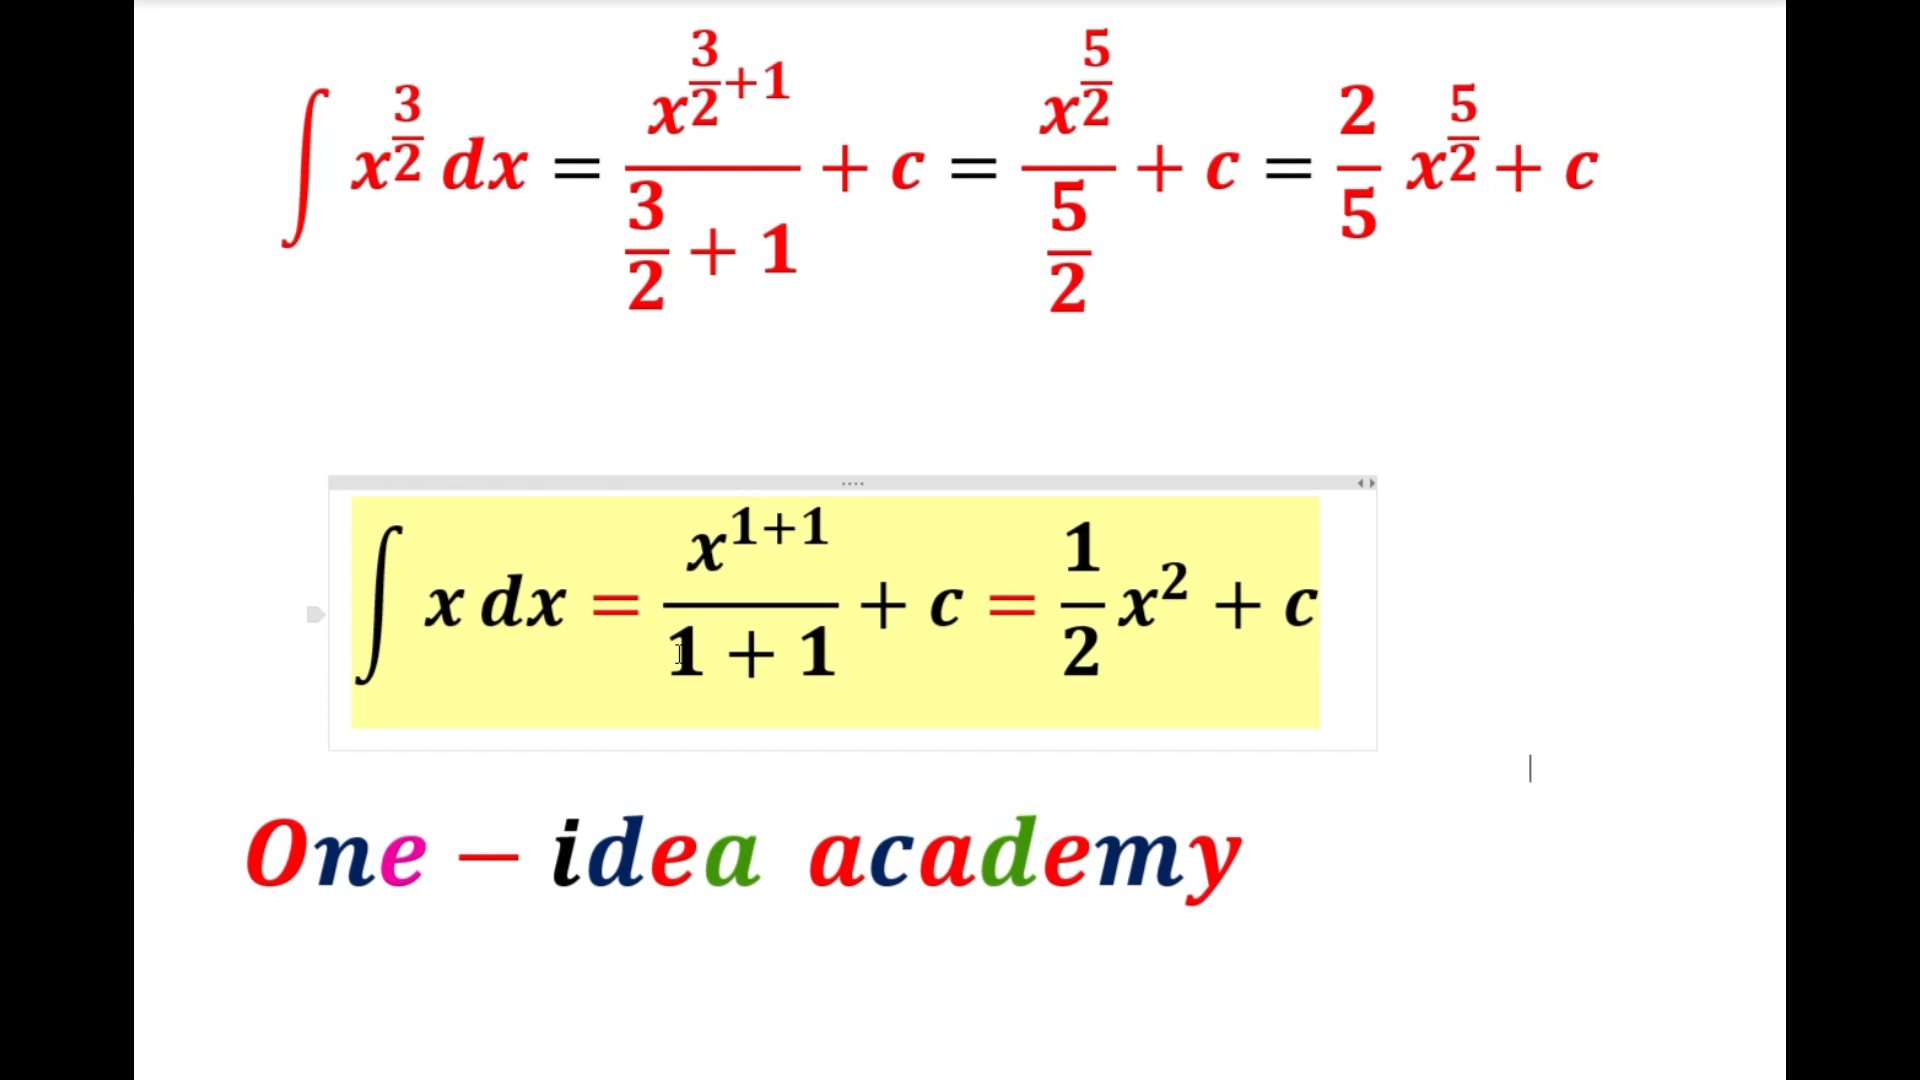 ∫ x^(3/2) dx = x^(3/2+1)/(3/2 + 1) + c = x^(5/2)/(5/2) + c = 2/5 x^(5/2) + c
∫ x dx = x^(1+1)/(1 + 1) + c = 1/2 x^2 + c
One – idea academy